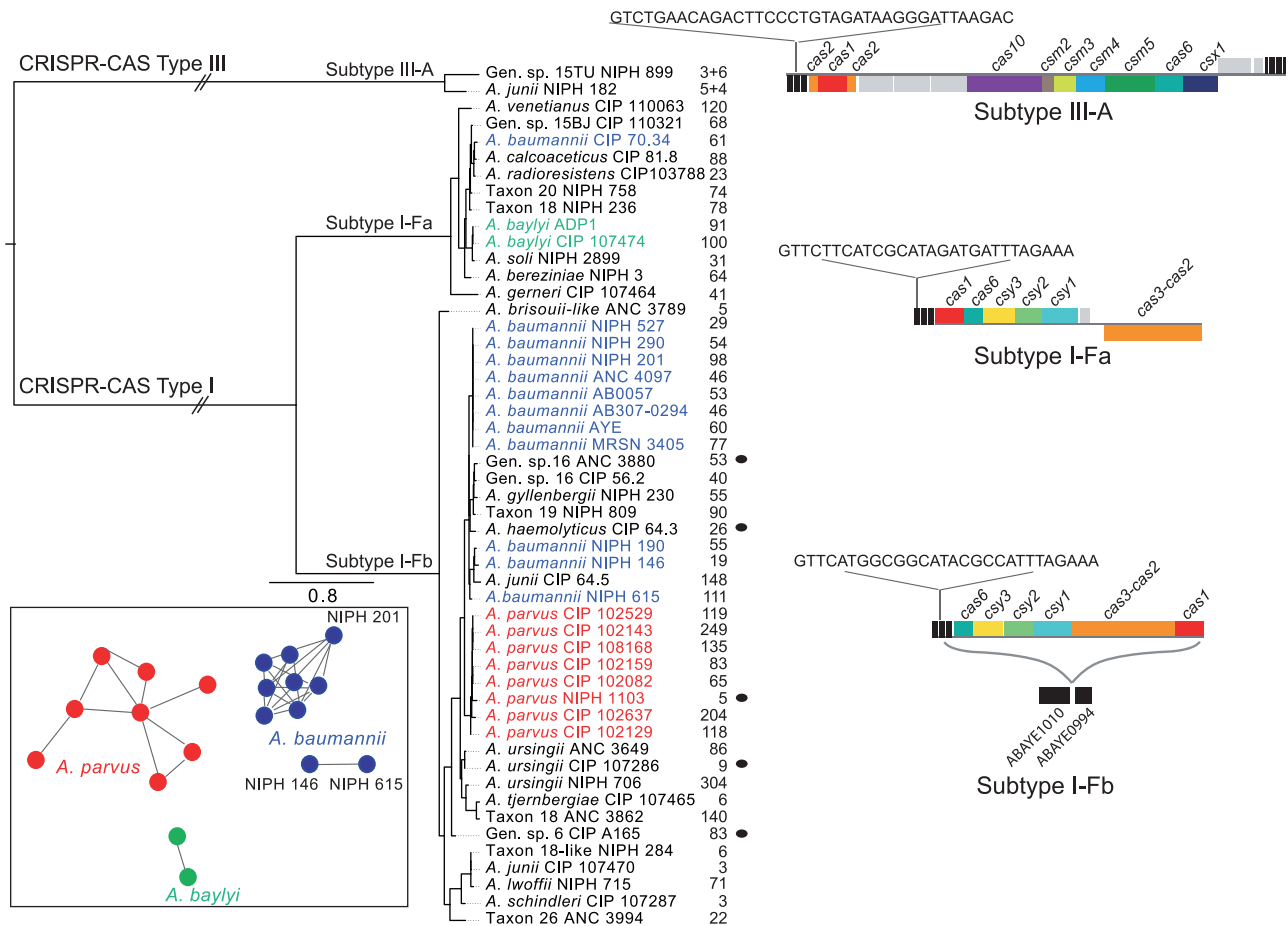 GTCTGAACAGACTTCCCTGTAGATAAGGGATTAAGAC
CRISPR-CAS Type III
Subtype III-A
Gen. sp. 15TU NIPH 899 3+6
A. junii NIPH 182 5+4
A. venetianus CIP 110063 120
Gen. sp. 15BJ CIP 110321 68
A. baumannii CIP 70.34 61
A. calcoaceticus CIP 81.8 88
A. radioresistens CIP103788 23
Taxon 20 NIPH 758 74
Taxon 18 NIPH 236 78
Subtype I-Fa
A. baylyi ADP1 91
A. baylyi CIP 107474 100
A. soli NIPH 2899 31
A. bereziniae NIPH 3 64
A. gerneri CIP 107464 41
A. brisouii-like ANC 3789 5
A. baumannii NIPH 527 29
A. baumannii NIPH 290 54
A. baumannii NIPH 201 98
CRISPR-CAS Type I
A. baumannii ANC 4097 46
A. baumannii AB0057 53
A. baumannii AB307-0294 46
A. baumannii AYE 60
A. baumannii MRSN 3405 77
Gen. sp.16 ANC 3880 53
Gen. sp. 16 CIP 56.2 40
A. gyllenbergii NIPH 230 55
Taxon 19 NIPH 809 90
A. haemolyticus CIP 64.3 26
Subtype I-Fb
A. baumannii NIPH 190 55
A. baumannii NIPH 146 19
A. junii CIP 64.5 148
A.baumannii NIPH 615 111
A. parvus CIP 102529 119
A. parvus CIP 102143 249
A. parvus CIP 108168 135
A. parvus CIP 102159 83
A. parvus CIP 102082 65
A. parvus NIPH 1103 5
A. parvus CIP 102637 204
A. parvus CIP 102129 118
A. ursingii ANC 3649 86
A. ursingii CIP 107286 9
A. ursingii NIPH 706 304
A. tjernbergiae CIP 107465 6
Taxon 18 ANC 3862 140
Gen. sp. 6 CIP A165 83
Taxon 18-like NIPH 284 6
A. junii CIP 107470 3
A. lwoffii NIPH 715 71
A. schindleri CIP 107287 3
Taxon 26 ANC 3994 22
0.8
NIPH 201
A. baumannii
A. parvus
NIPH 146 NIPH 615
A. baylyi
cas2 cas1 cas2 cas10 csm2 csm3 csm4 csm5 cas6 csx1
Subtype III-A
GTTCTTCATCGCATAGATGATTTAGAAA
cas1 cas6 csy3 csy2 csy1 cas3-cas2
Subtype I-Fa
GTTCATGGCGGCATACGCCATTTAGAAA
cas6 csy3 csy2 csy1 cas3-cas2 cas1
ABAYE1010 ABAYE0994
Subtype I-Fb